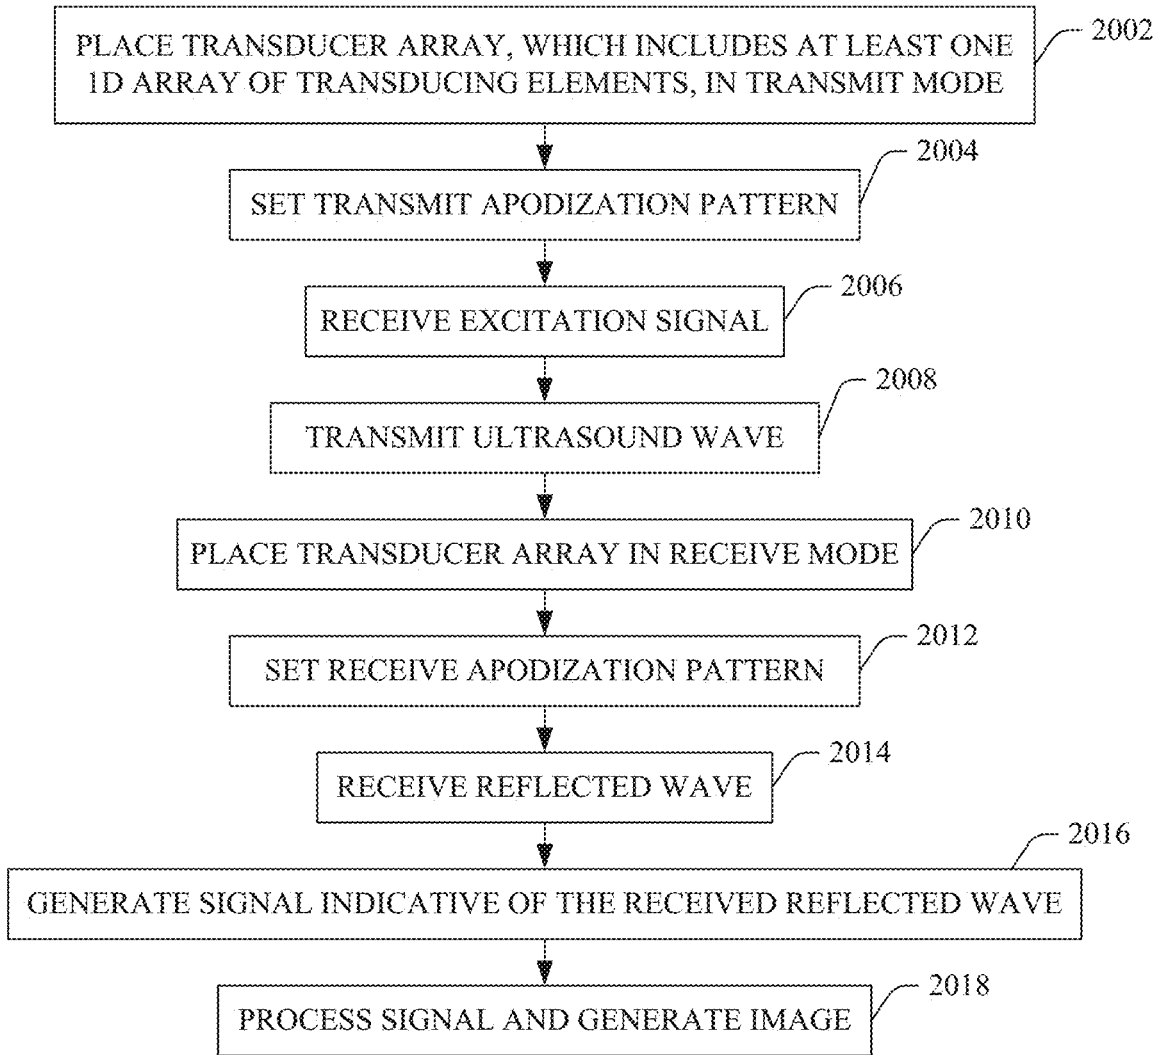 PLACE TRANSDUCER ARRAY, WHICH INCLUDES AT LEAST ONE
1D ARRAY OF TRANSDUCING ELEMENTS, IN TRANSMIT MODE
2002
SET TRANSMIT APODIZATION PATTERN
2004
RECEIVE EXCITATION SIGNAL
2006
TRANSMIT ULTRASOUND WAVE
2008
PLACE TRANSDUCER ARRAY IN RECEIVE MODE
2010
SET RECEIVE APODIZATION PATTERN
2012
RECEIVE REFLECTED WAVE
2014
GENERATE SIGNAL INDICATIVE OF THE RECEIVED REFLECTED WAVE
2016
PROCESS SIGNAL AND GENERATE IMAGE
2018